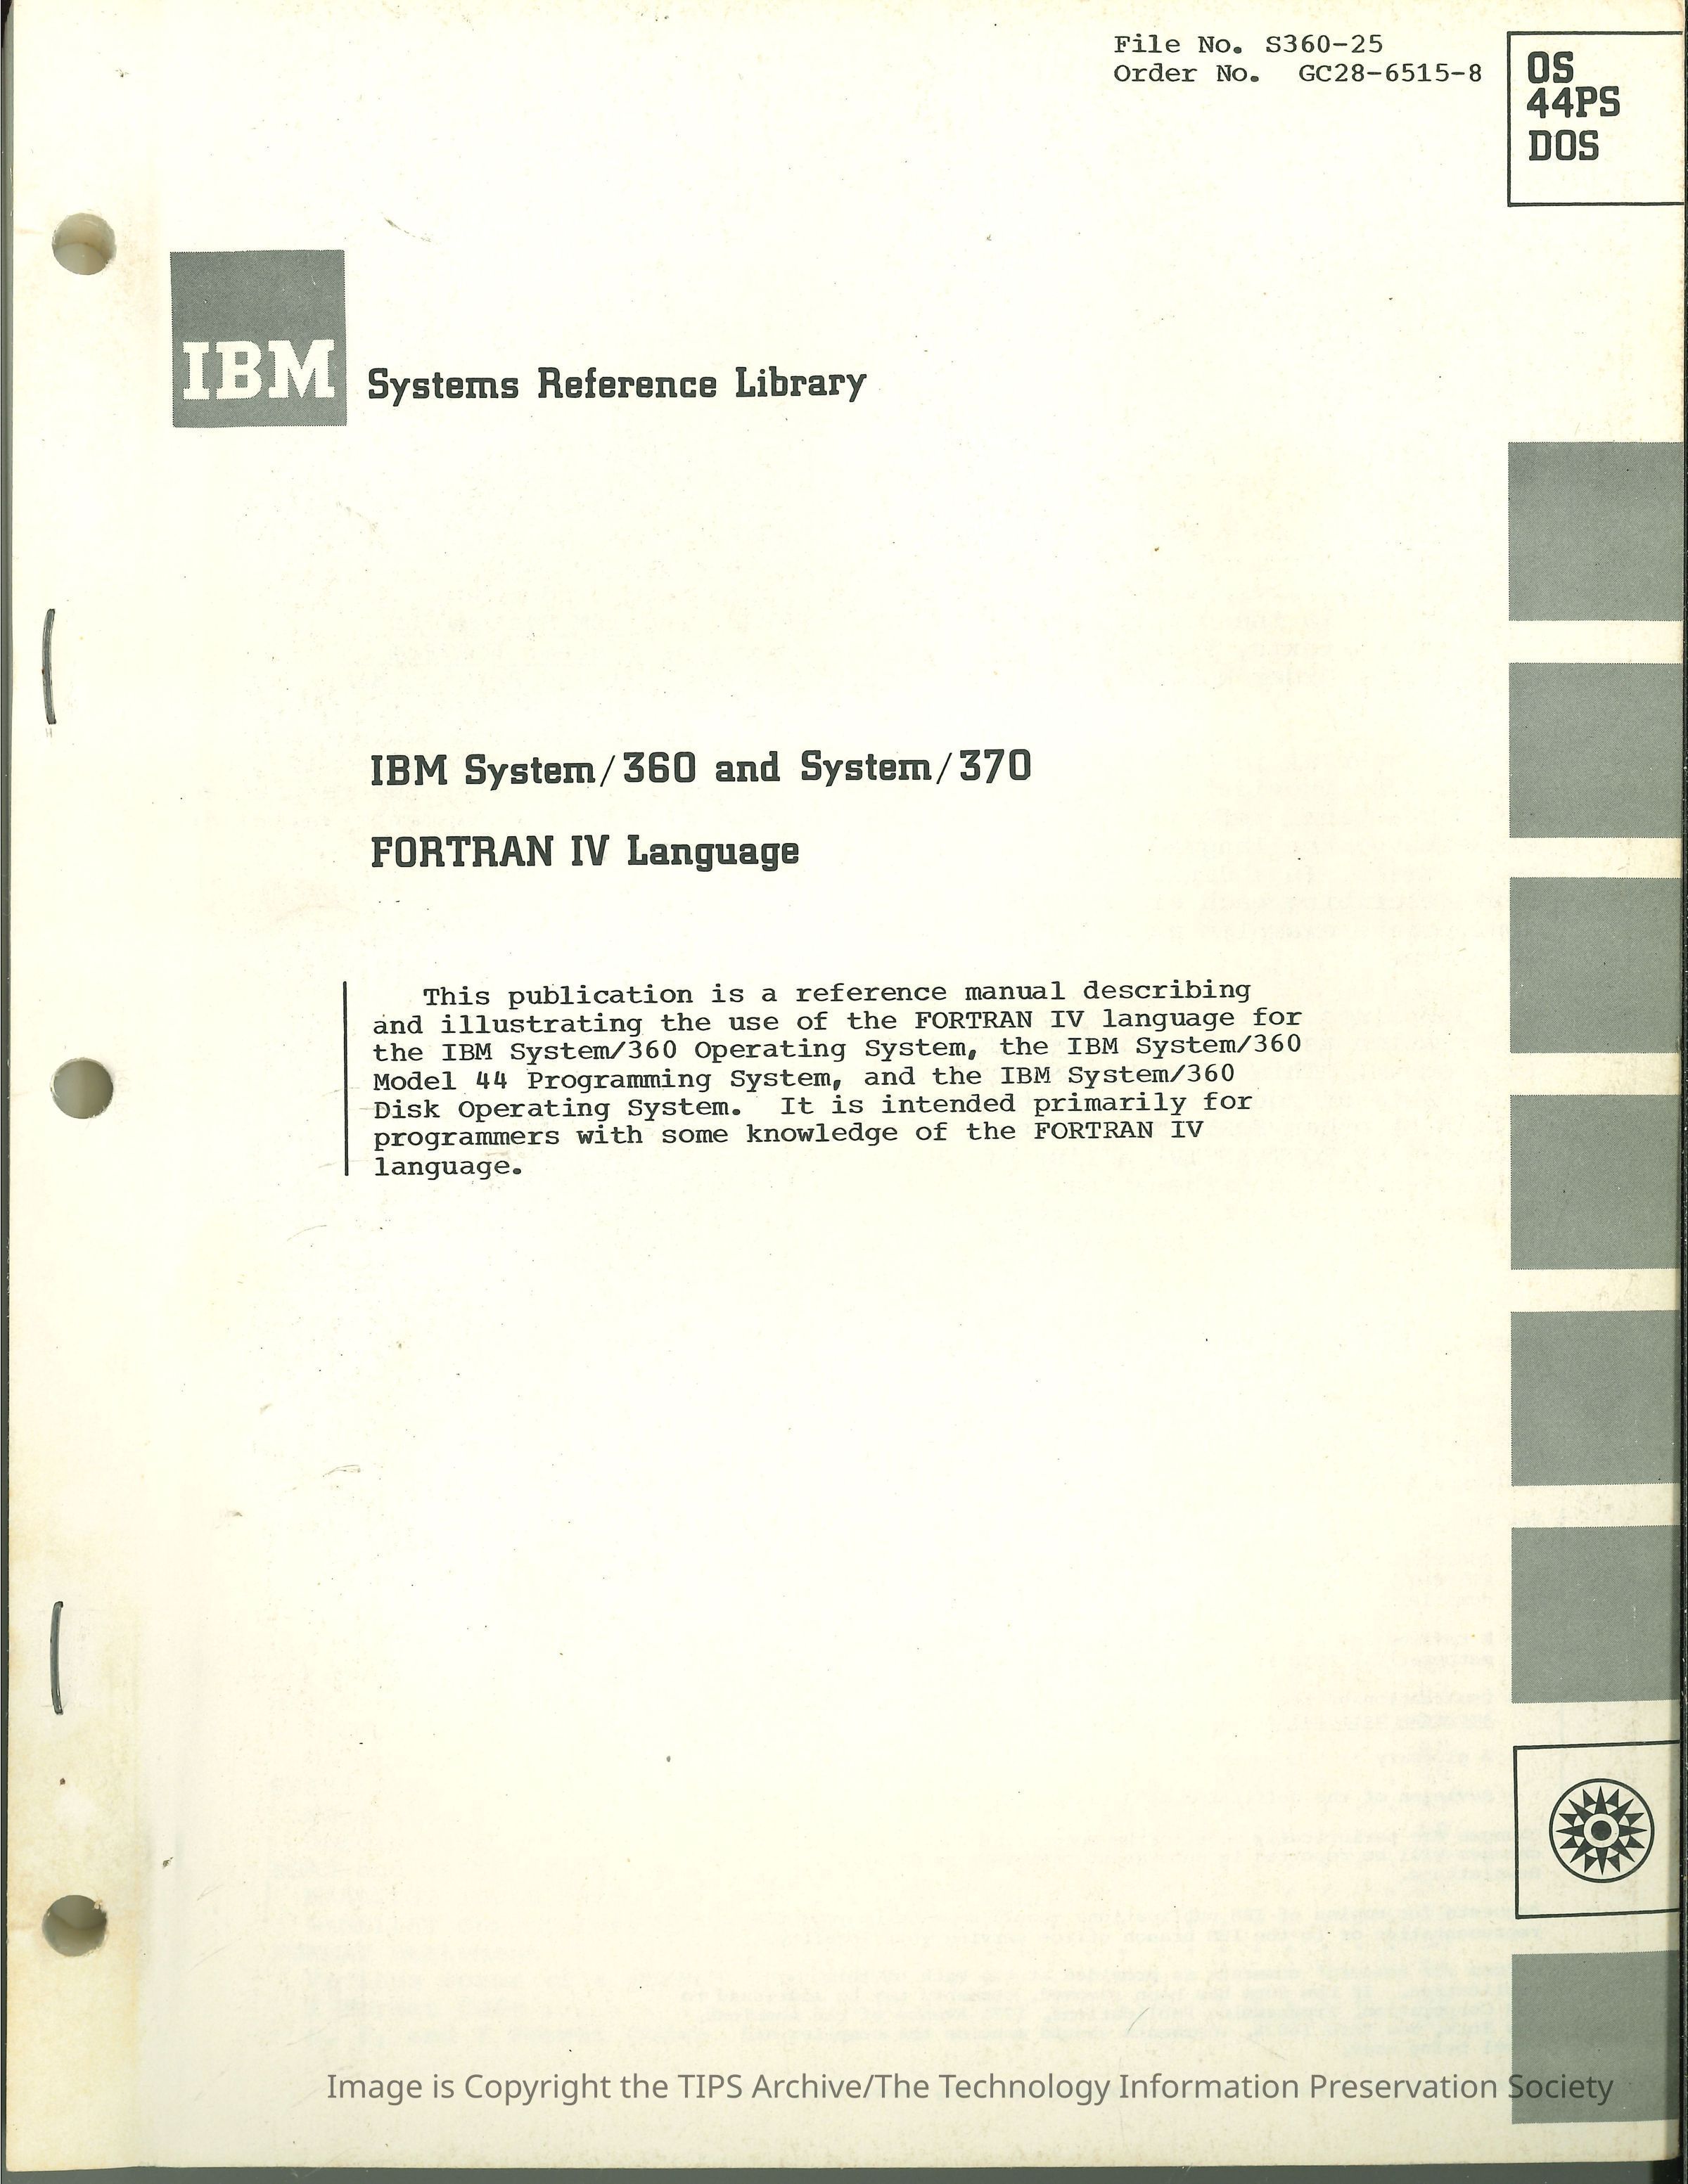 File No. S360-25
Order No. GC28-6515-8
OS
44PS
DOS
IBM
Systems Reference Library
IBM System/360 and System/370
FORTRAN IV Language
This publication is a reference manual describing
and illustrating the use of the FORTRAN IV language for
the IBM System/360 Operating System, the IBM System/360
Model 44 Programming System, and the IBM System/360
Disk Operating System. It is intended primarily for
programmers with some knowledge of the FORTRAN IV
language.
Image is Copyright the TIPS Archive/The Technology Information Preservation Society